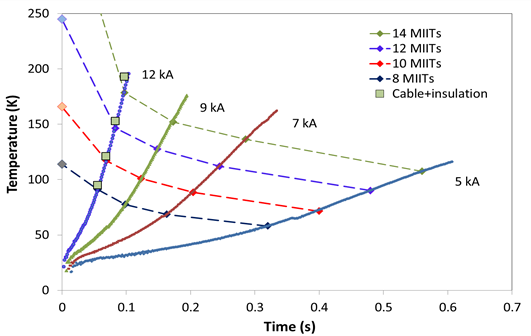 250
200
150
100
50
0
Temperature (K)
0
0.1
0.2
0.3
0.4
0.5
0.6
0.7
Time (s)
12 kA
9 kA
7 kA
5 kA
14 MIITs
12 MIITs
10 MIITs
8 MIITs
Cable+insulation